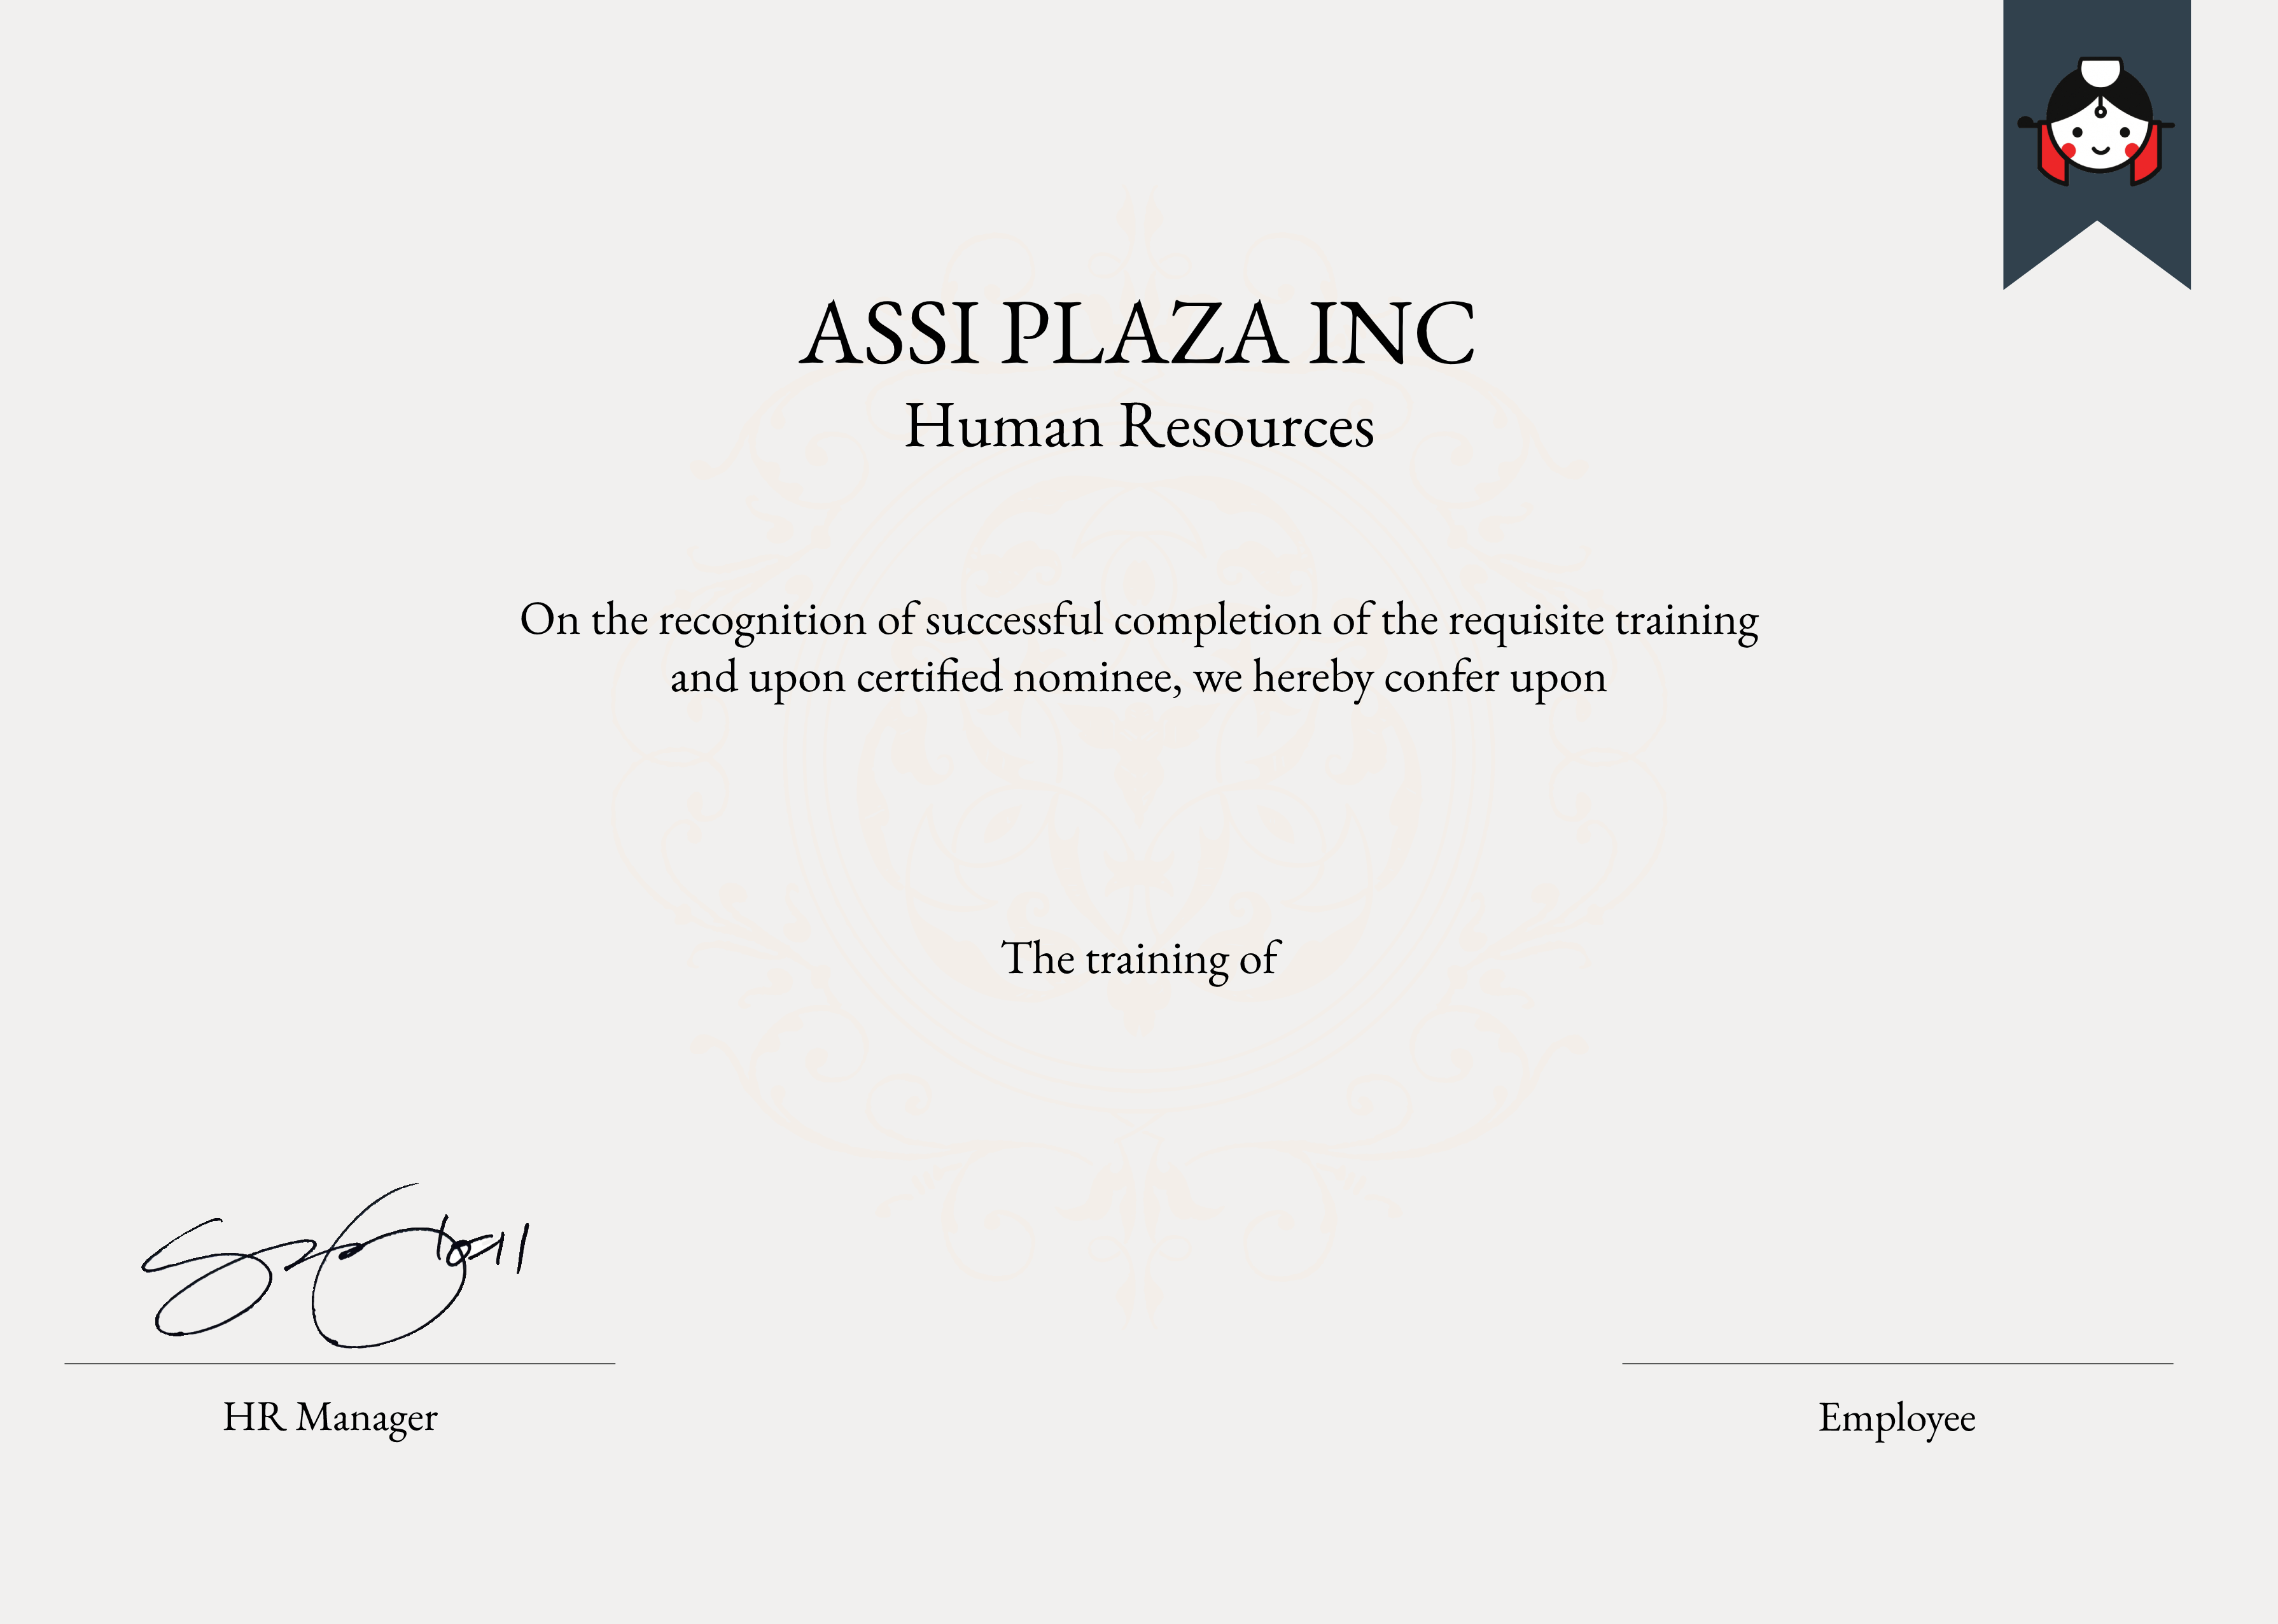 ASSI PLAZA INC
Human Resources
On the recognition of successful completion of the requisite training
and upon certified nominee, we hereby confer upon
The training of
HR Manager
Employee